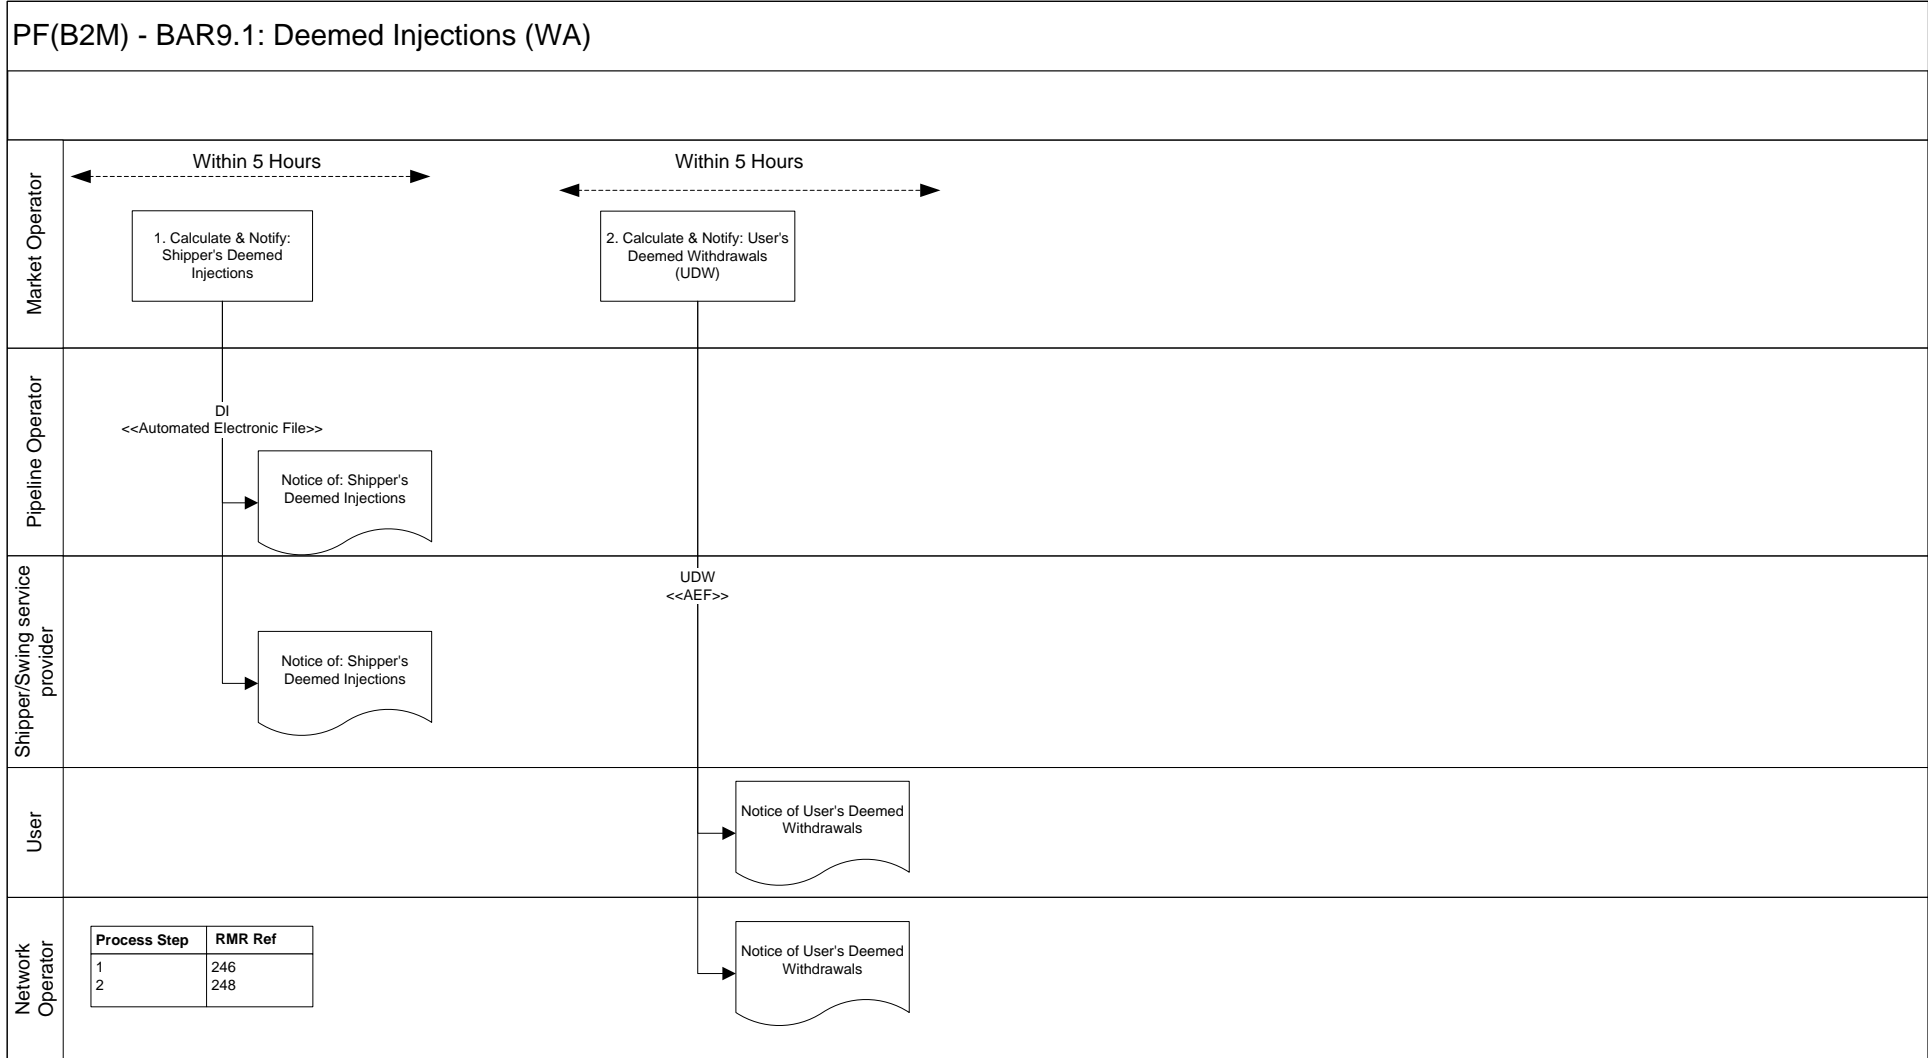 PF(B2M) - BAR9.1: Deemed Injections (WA)
Market Operator
Within 5 Hours
Within 5 Hours
1. Calculate & Notify:
Shipper's Deemed
Injections
2. Calculate & Notify: User's
Deemed Withdrawals
(UDW)
Pipeline Operator
DI
<<Automated Electronic File>>
Notice of: Shipper's
Deemed Injections
Shipper/Swing service
provider
UDW
<<AEF>>
Notice of: Shipper's
Deemed Injections
User
Notice of User's Deemed
Withdrawals
Network
Operator
Process Step RMR Ref
1 246
2 248
Notice of User's Deemed
Withdrawals